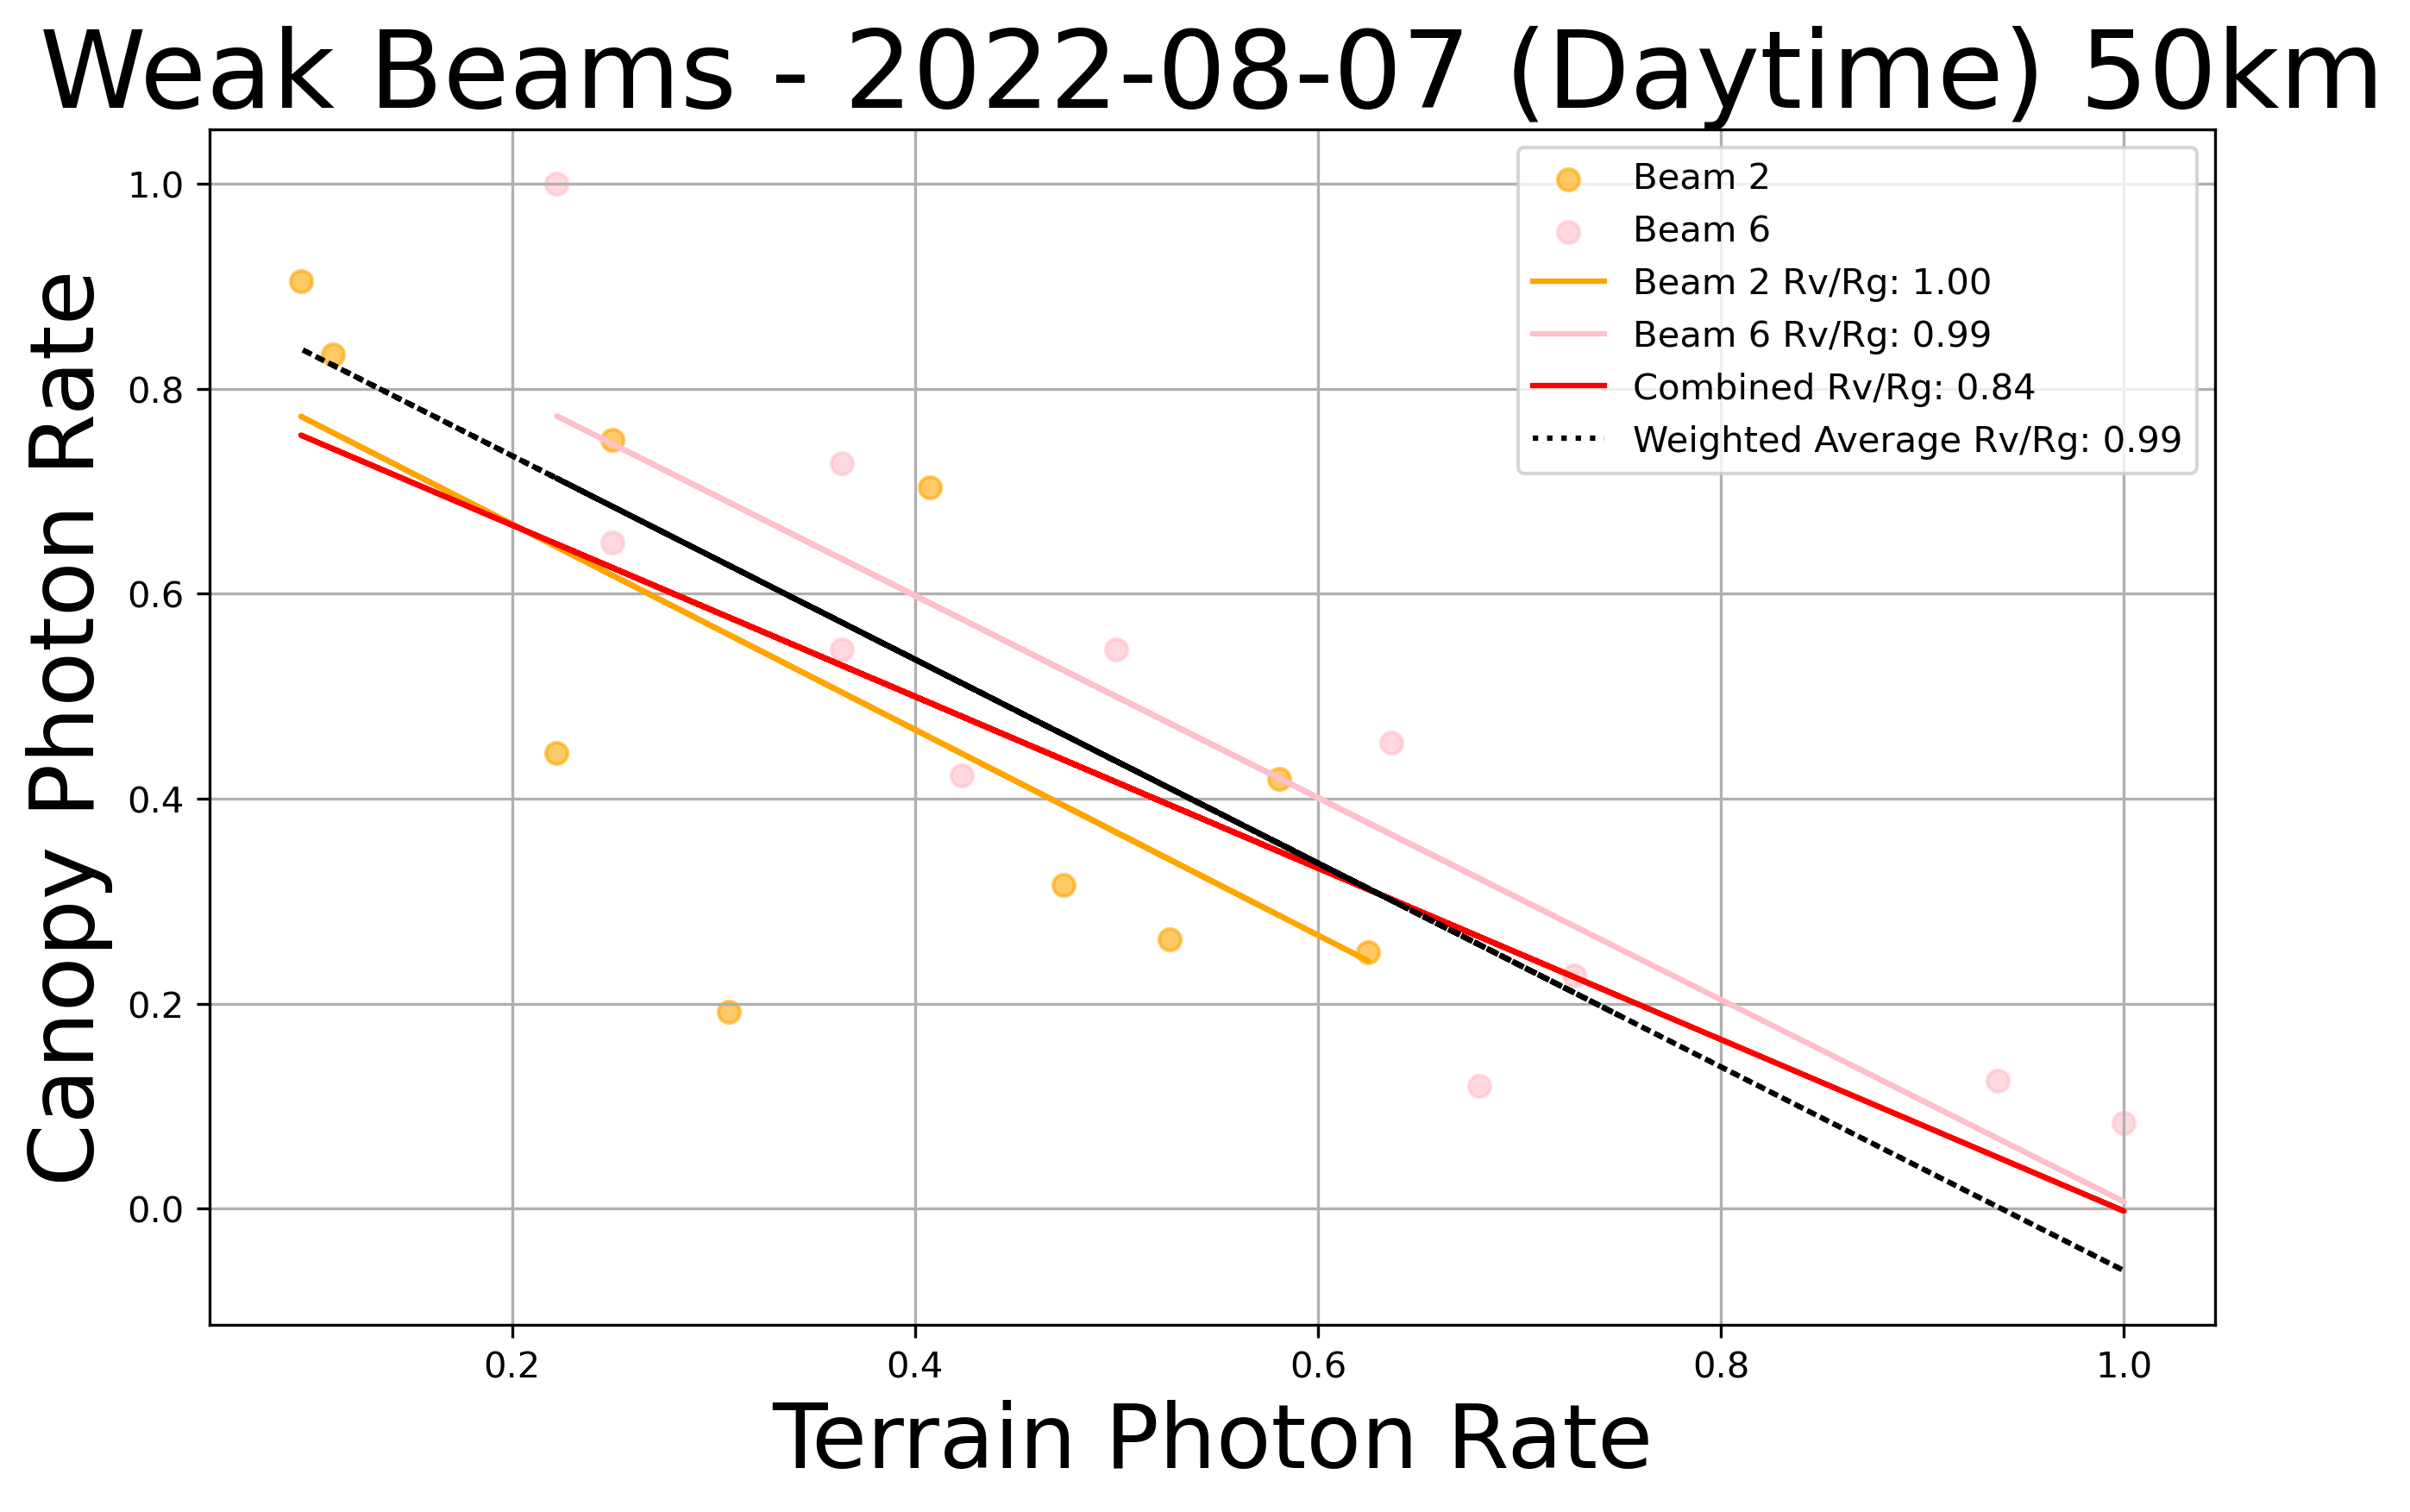 Weak Beams - 2022-08-07 (Daytime) 50km
Beam 2
Beam 6
Beam 2 Rv/Rg: 1.00
Beam 6 Rv/Rg: 0.99
Combined Rv/Rg: 0.84
Weighted Average Rv/Rg: 0.99
Canopy Photon Rate
1.0
0.8
0.6
0.4
0.2
0.0
0.2 0.4 0.6 0.8 1.0
Terrain Photon Rate